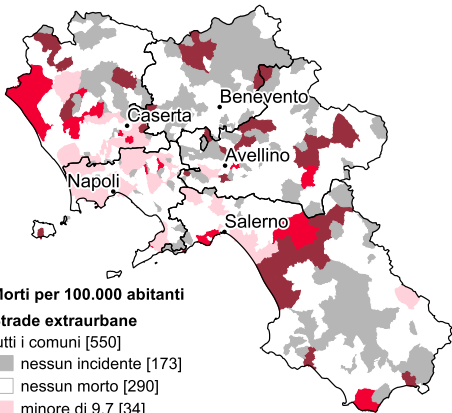 Benevento
Caserta
Avellino
Napoli
Salerno
Morti per 100.000 abitanti
Strade extraurbane
tutti i comuni [550]
nessun incidente [173]
nessun morto [290]
minore di 9,7 [34]